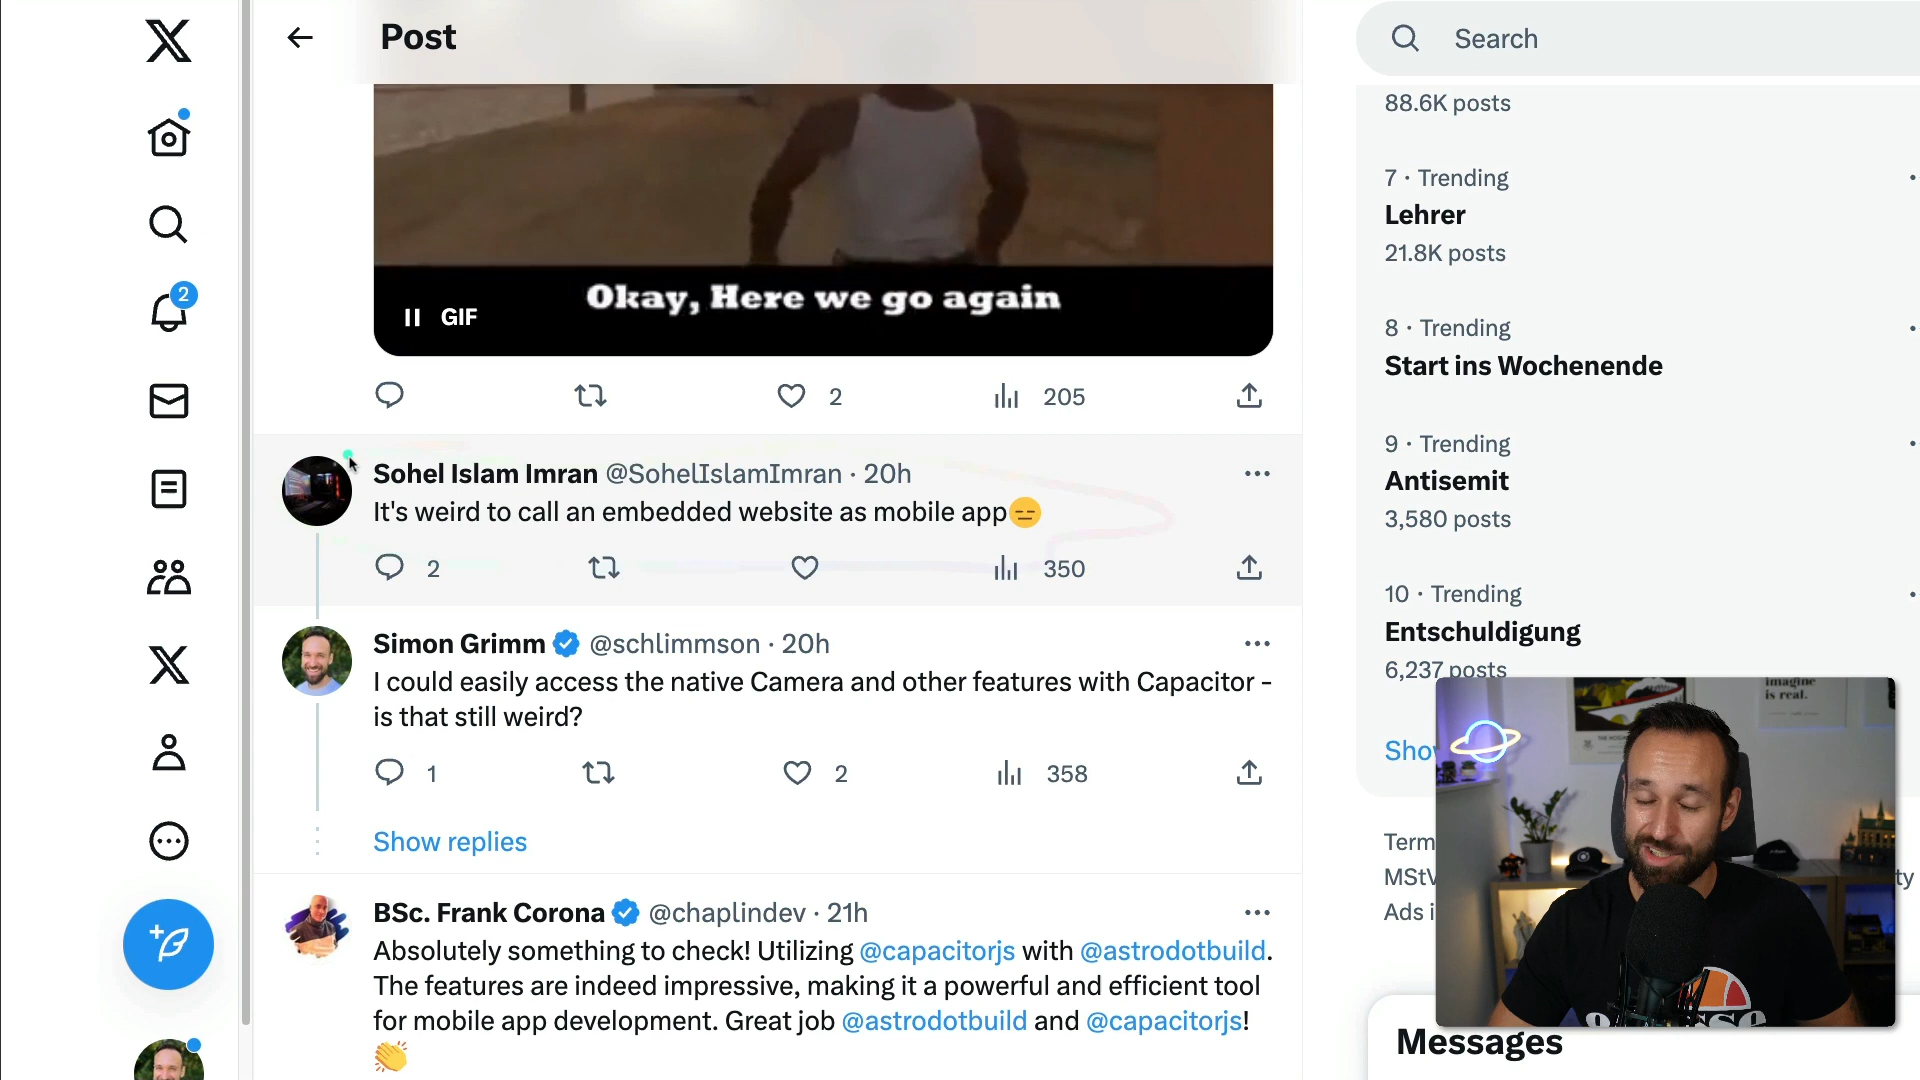 Post
Search
Okay, Here we go again
GIF
2
205
Sohel Islam Imran @SohelIslamImran · 20h
It's weird to call an embedded website as mobile app😑
2
350
Simon Grimm @schlimmson · 20h
I could easily access the native Camera and other features with Capacitor -
is that still weird?
1
2
358
Show replies
BSc. Frank Corona @chaplindev · 21h
Absolutely something to check! Utilizing @capacitorjs with @astrodotbuild.
The features are indeed impressive, making it a powerful and efficient tool
for mobile app development. Great job @astrodotbuild and @capacitorjs!
👏
2
88.6K posts
7 · Trending
Lehrer
21.8K posts
8 · Trending
Start ins Wochenende
9 · Trending
Antisemit
3,580 posts
10 · Trending
Entschuldigung
6,237 posts
imagine
is real.
Messages